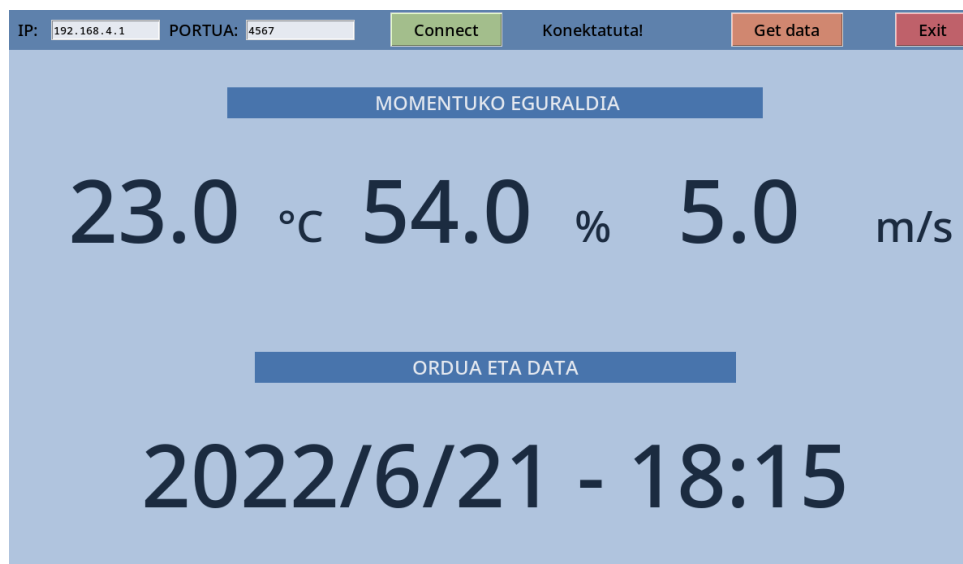 IP: 192.168.4.1 PORTUA: 4567 Connect Konektatuta! Get data Exit
MOMENTUKO EGURALDIA
23.0 °C 54.0 % 5.0 m/s
ORDUA ETA DATA
2022/6/21 - 18:15